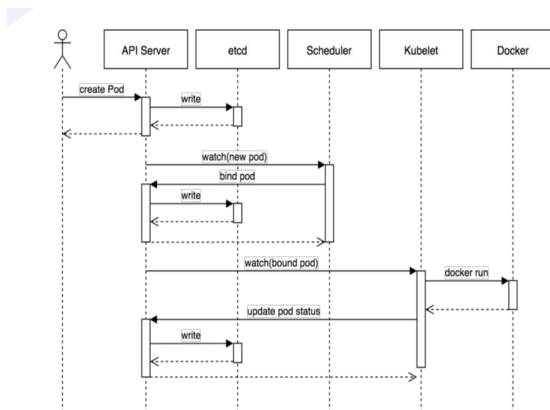 API Server
etcd
Scheduler
Kubelet
Docker
create Pod
write
watch(new pod)
bind pod
write
watch(bound pod)
docker run
update pod status
write